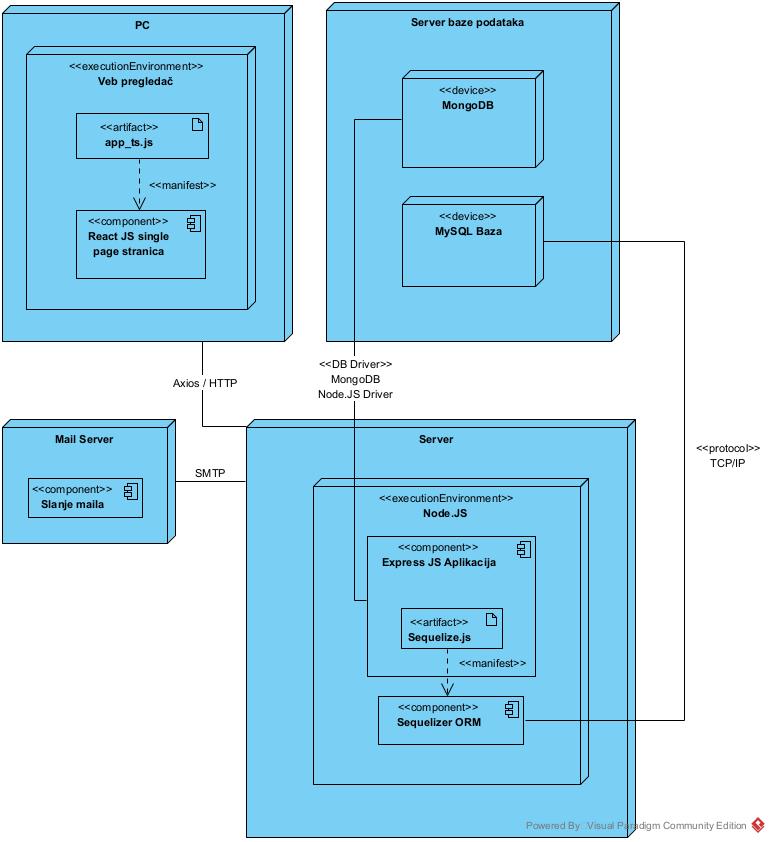 PC
<<executionEnvironment>>
Veb pregledač
<<artifact>>
app_ts.js
<<manifest>>
<<component>>
React JS single
page stranica
Server baze podataka
<<device>>
MongoDB
<<device>>
MySQL Baza
Axios / HTTP
<<DB Driver>>
MongoDB
Node.JS Driver
<<protocol>>
TCP/IP
Mail Server
<<component>>
Slanje maila
SMTP
Server
<<executionEnvironment>>
Node.JS
<<component>>
Express JS Aplikacija
<<artifact>>
Sequelize.js
<<manifest>>
<<component>>
Sequelizer ORM
Powered By Visual Paradigm Community Edition